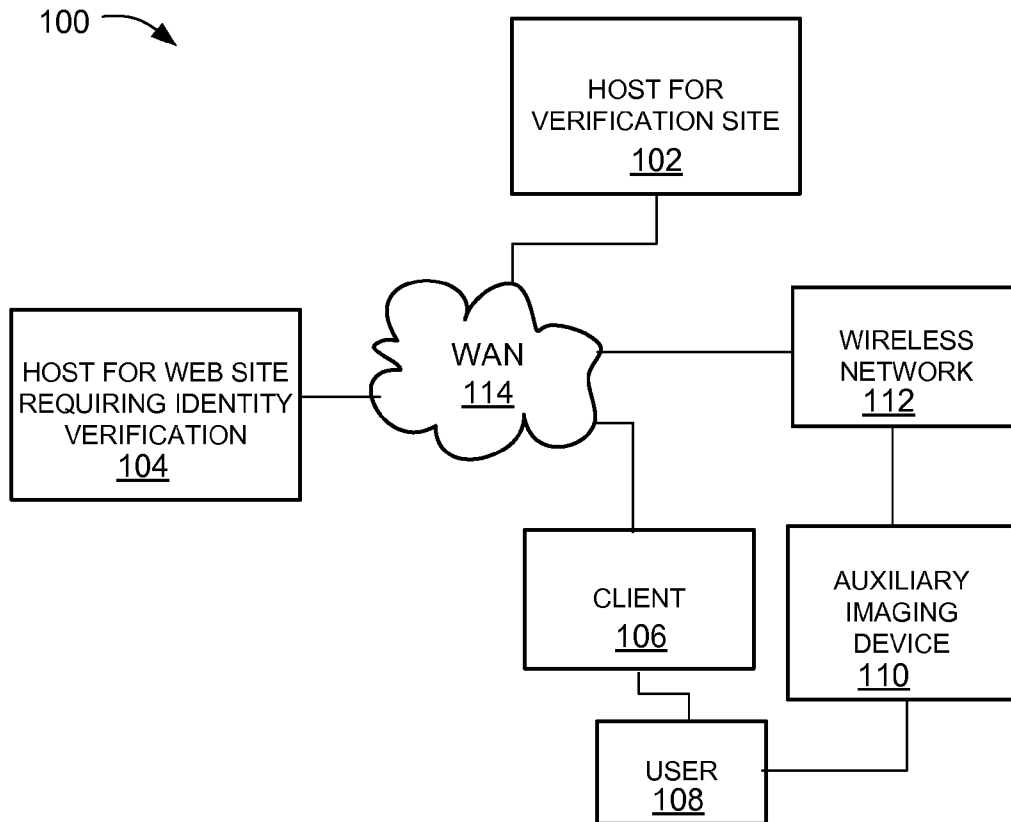 100
HOST FOR
VERIFICATION SITE
102
WAN
114
HOST FOR WEB SITE
REQUIRING IDENTITY
VERIFICATION
104
WIRELESS
NETWORK
112
CLIENT
106
AUXILIARY
IMAGING
DEVICE
110
USER
108